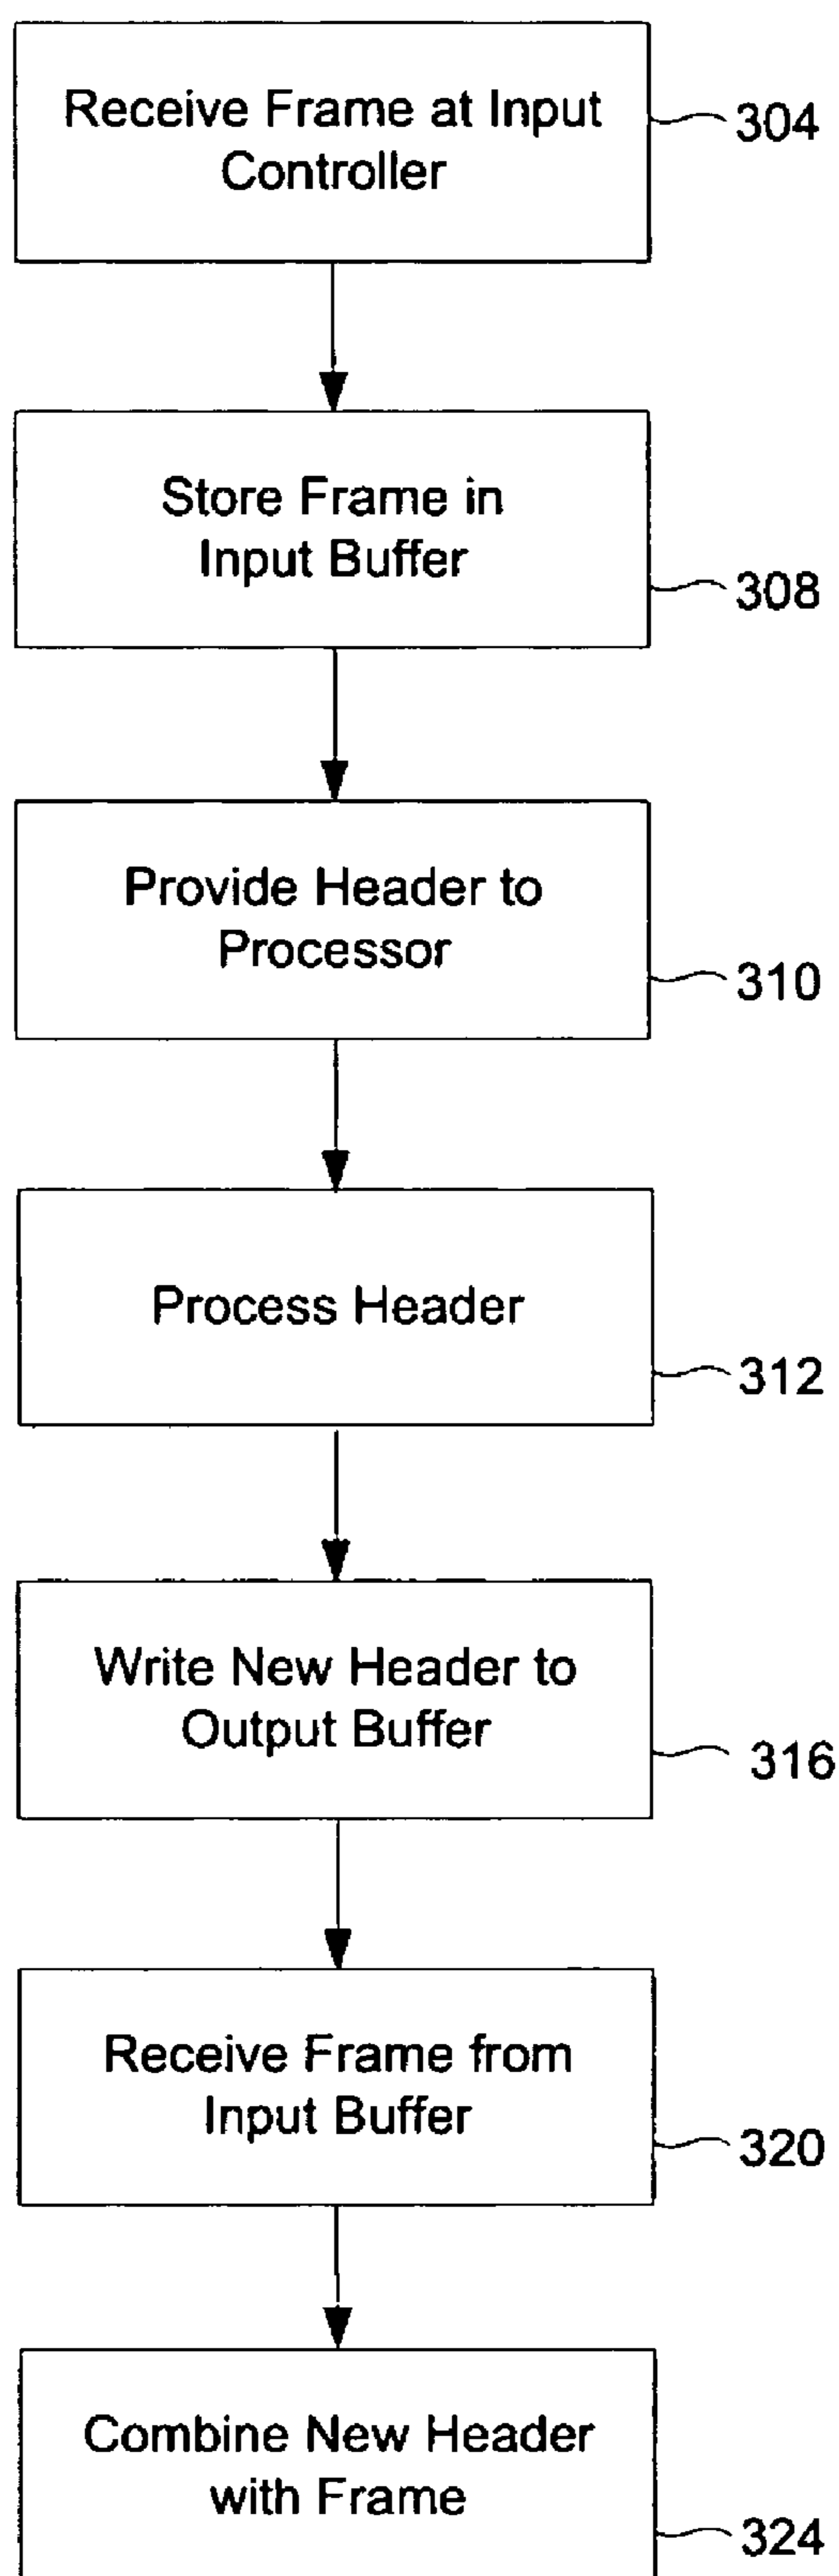 Receive Frame at Input
Controller
304
Store Frame in
Input Buffer
308
Provide Header to
Processor
310
Process Header
312
Write New Header to
Output Buffer
316
Receive Frame from
Input Buffer
320
Combine New Header
with Frame
324